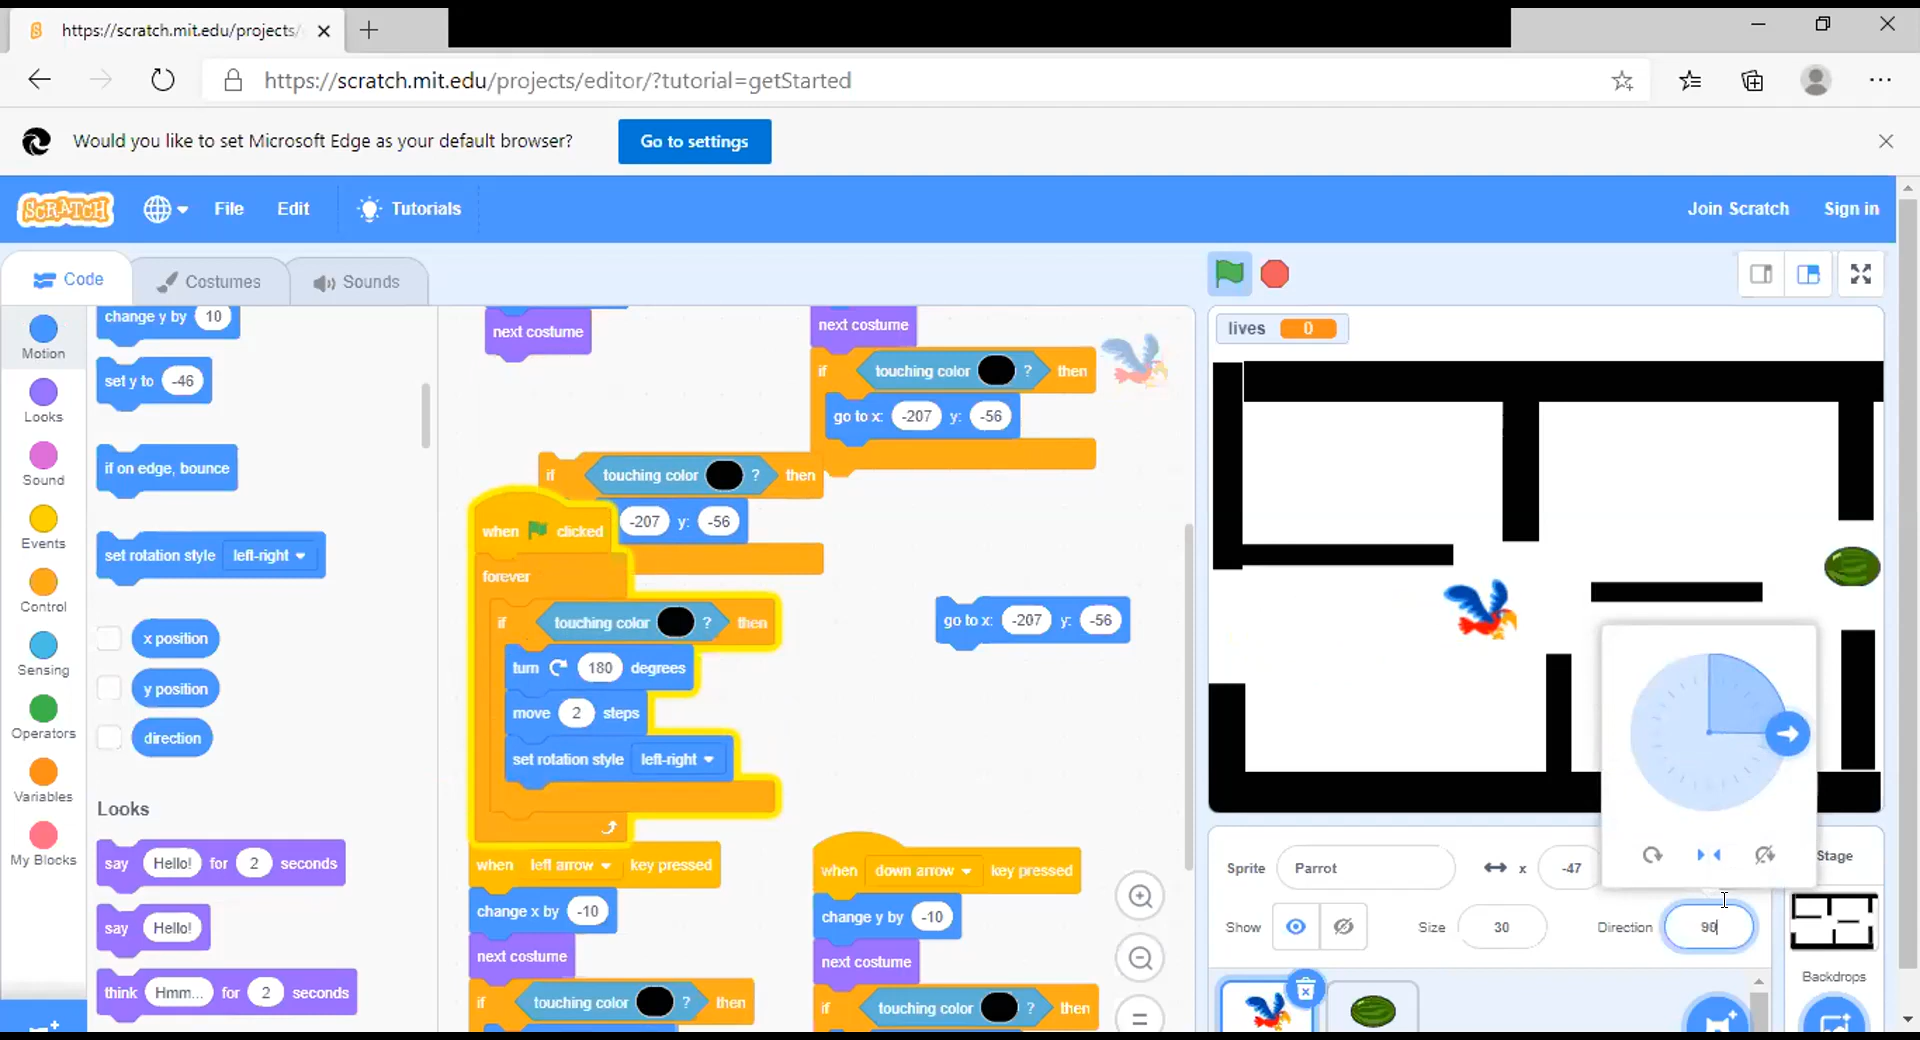 https://scratch.mit.edu/projects/
https://scratch.mit.edu/projects/editor/?tutorial=getStarted
Would you like to set Microsoft Edge as your default browser?
Go to settings
SCRATCH
File
Edit
Tutorials
Join Scratch
Sign in
Code
Costumes
Sounds
Motion
Looks
Sound
Events
Control
Sensing
Operators
Variables
My Blocks
change y by 10
set y to -46
if on edge, bounce
set rotation style left-right
x position
y position
direction
Looks
say Hello! for 2 seconds
say Hello!
think Hmm... for 2 seconds
next costume
next costume
if touching color ? then
go to x: -207 y: -56
if touching color ? then
-207 y: -56
when clicked
forever
if touching color ? then
turn 180 degrees
move 2 steps
set rotation style left-right
go to x: -207 y: -56
when left arrow key pressed
change x by -10
next costume
if touching color ? then
when down arrow key pressed
change y by -10
next costume
if touching color ? then
lives 0
Sprite Parrot x -47
Show Size 30 Direction 90
Stage
Backdrops